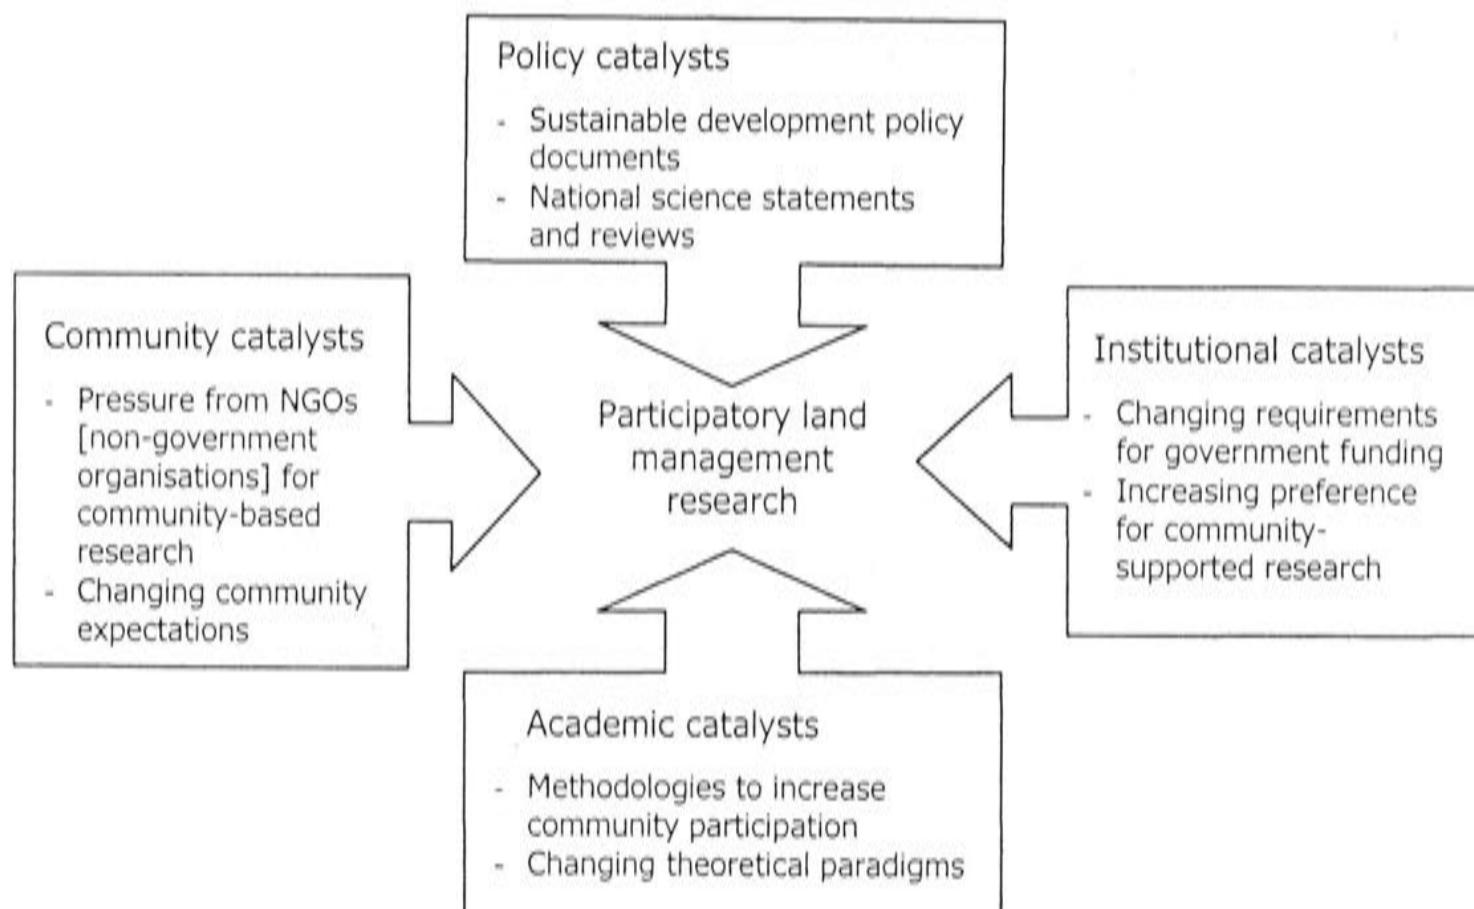 Policy catalysts
- Sustainable development policy
documents
- National science statements
and reviews
Community catalysts
- Pressure from NGOs
[non-government
organisations] for
community-based
research
- Changing community
expectations
Participatory land
management
research
Institutional catalysts
- Changing requirements
for government funding
- Increasing preference
for community-
supported research
Academic catalysts
- Methodologies to increase
community participation
- Changing theoretical paradigms